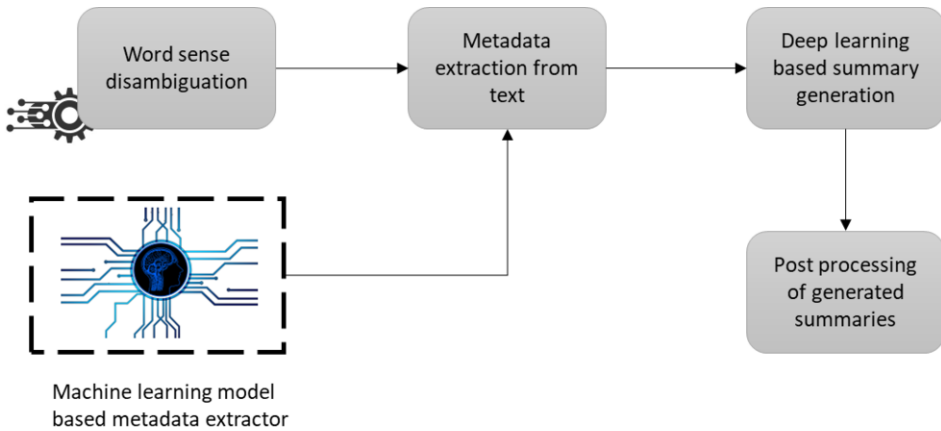 Word sense
disambiguation
Metadada
extraction from
text
Deep learning
based summary
generation
Post processing
of generated
summaries
Machine learning model
based metadata extractor